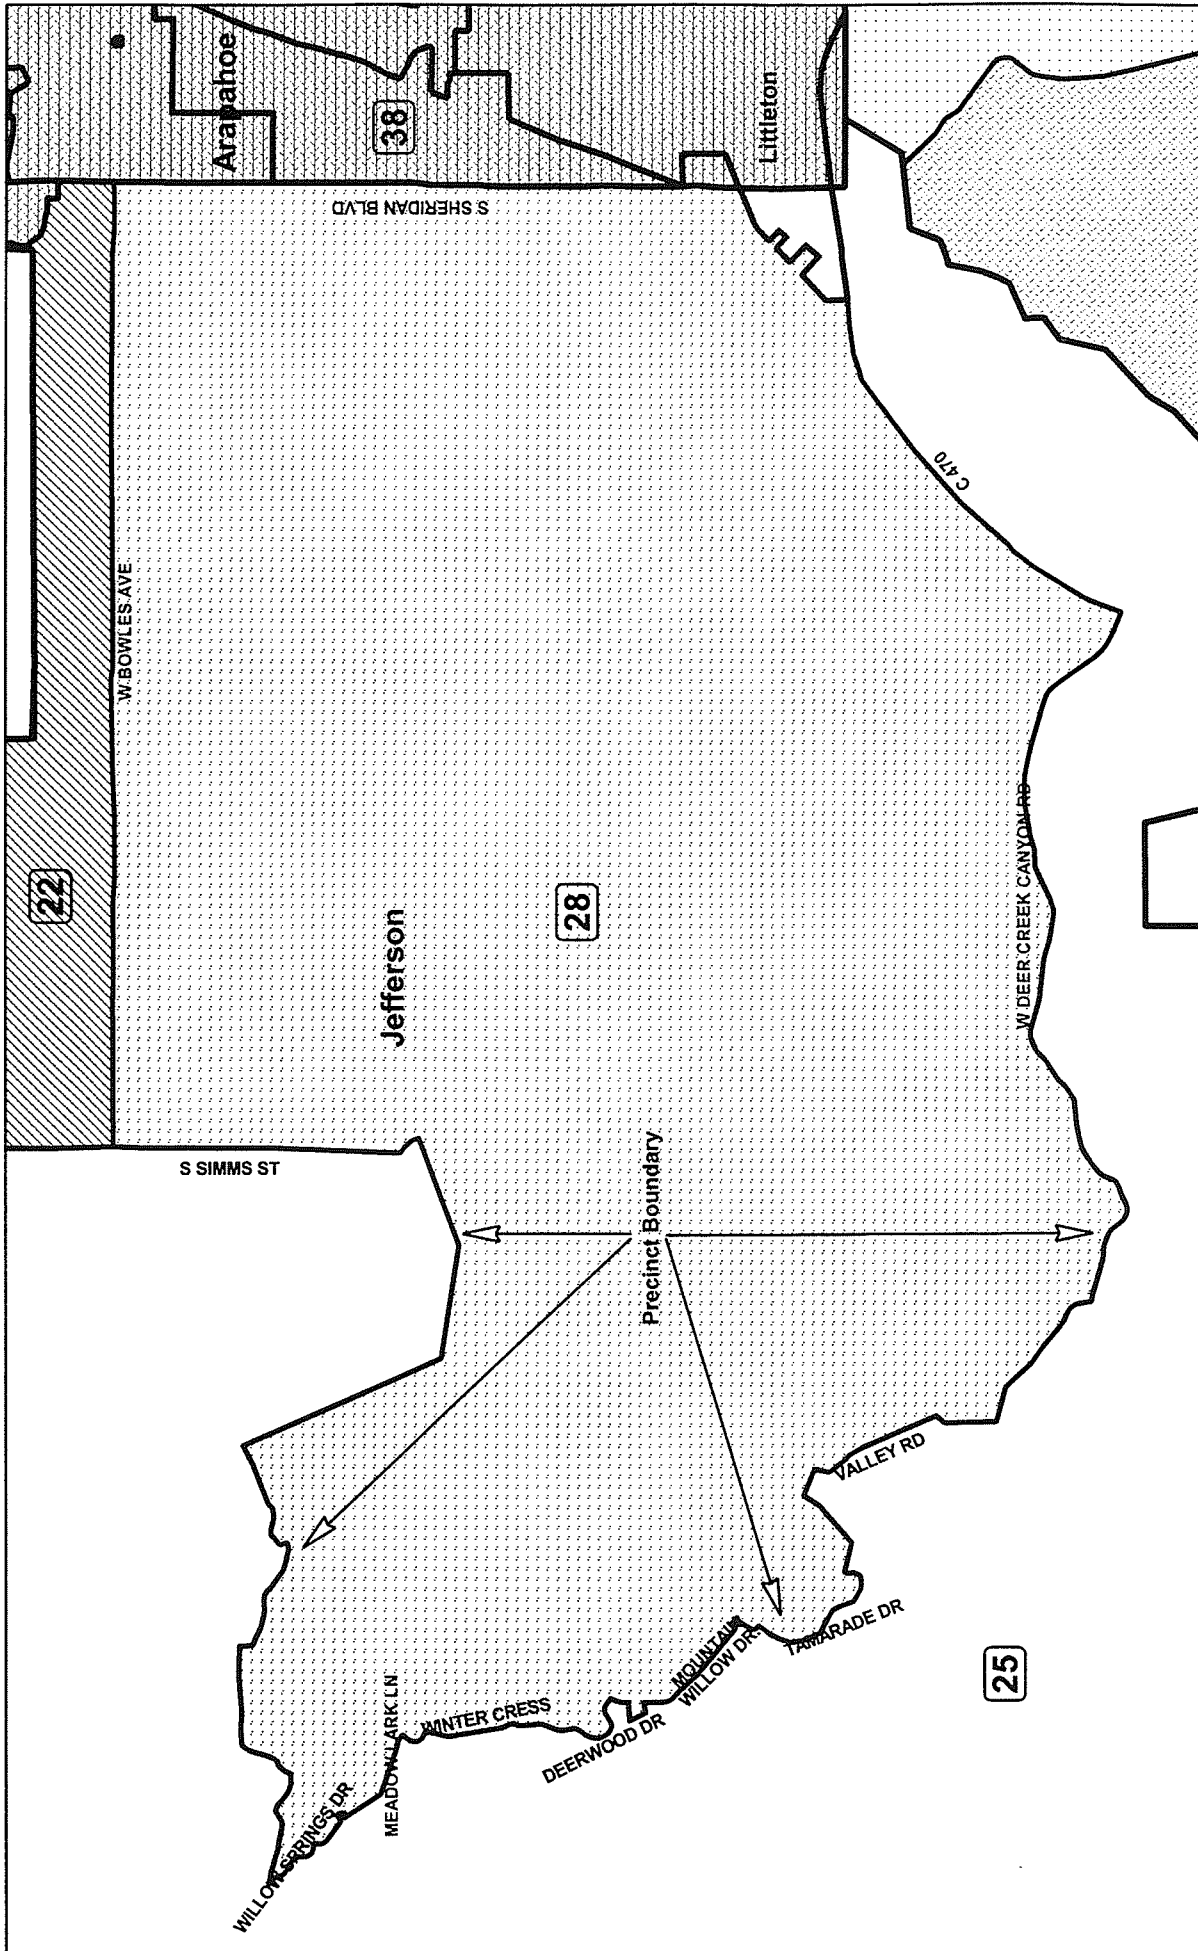 WILLOW SPRINGS DR
MEADOWLARK LN
WINTER CRESS
DEERWOOD DR
MOUNTAIN
WILLOW DR.
TAMARADE DR
25
VALLEY RD
S SIMMS ST
Precinct Boundary
W DEER CREEK CANYON RD
Jefferson
28
22
W BOWLES AVE
C 470
S SHERIDAN BLVD
Arapahoe
38
Littleton